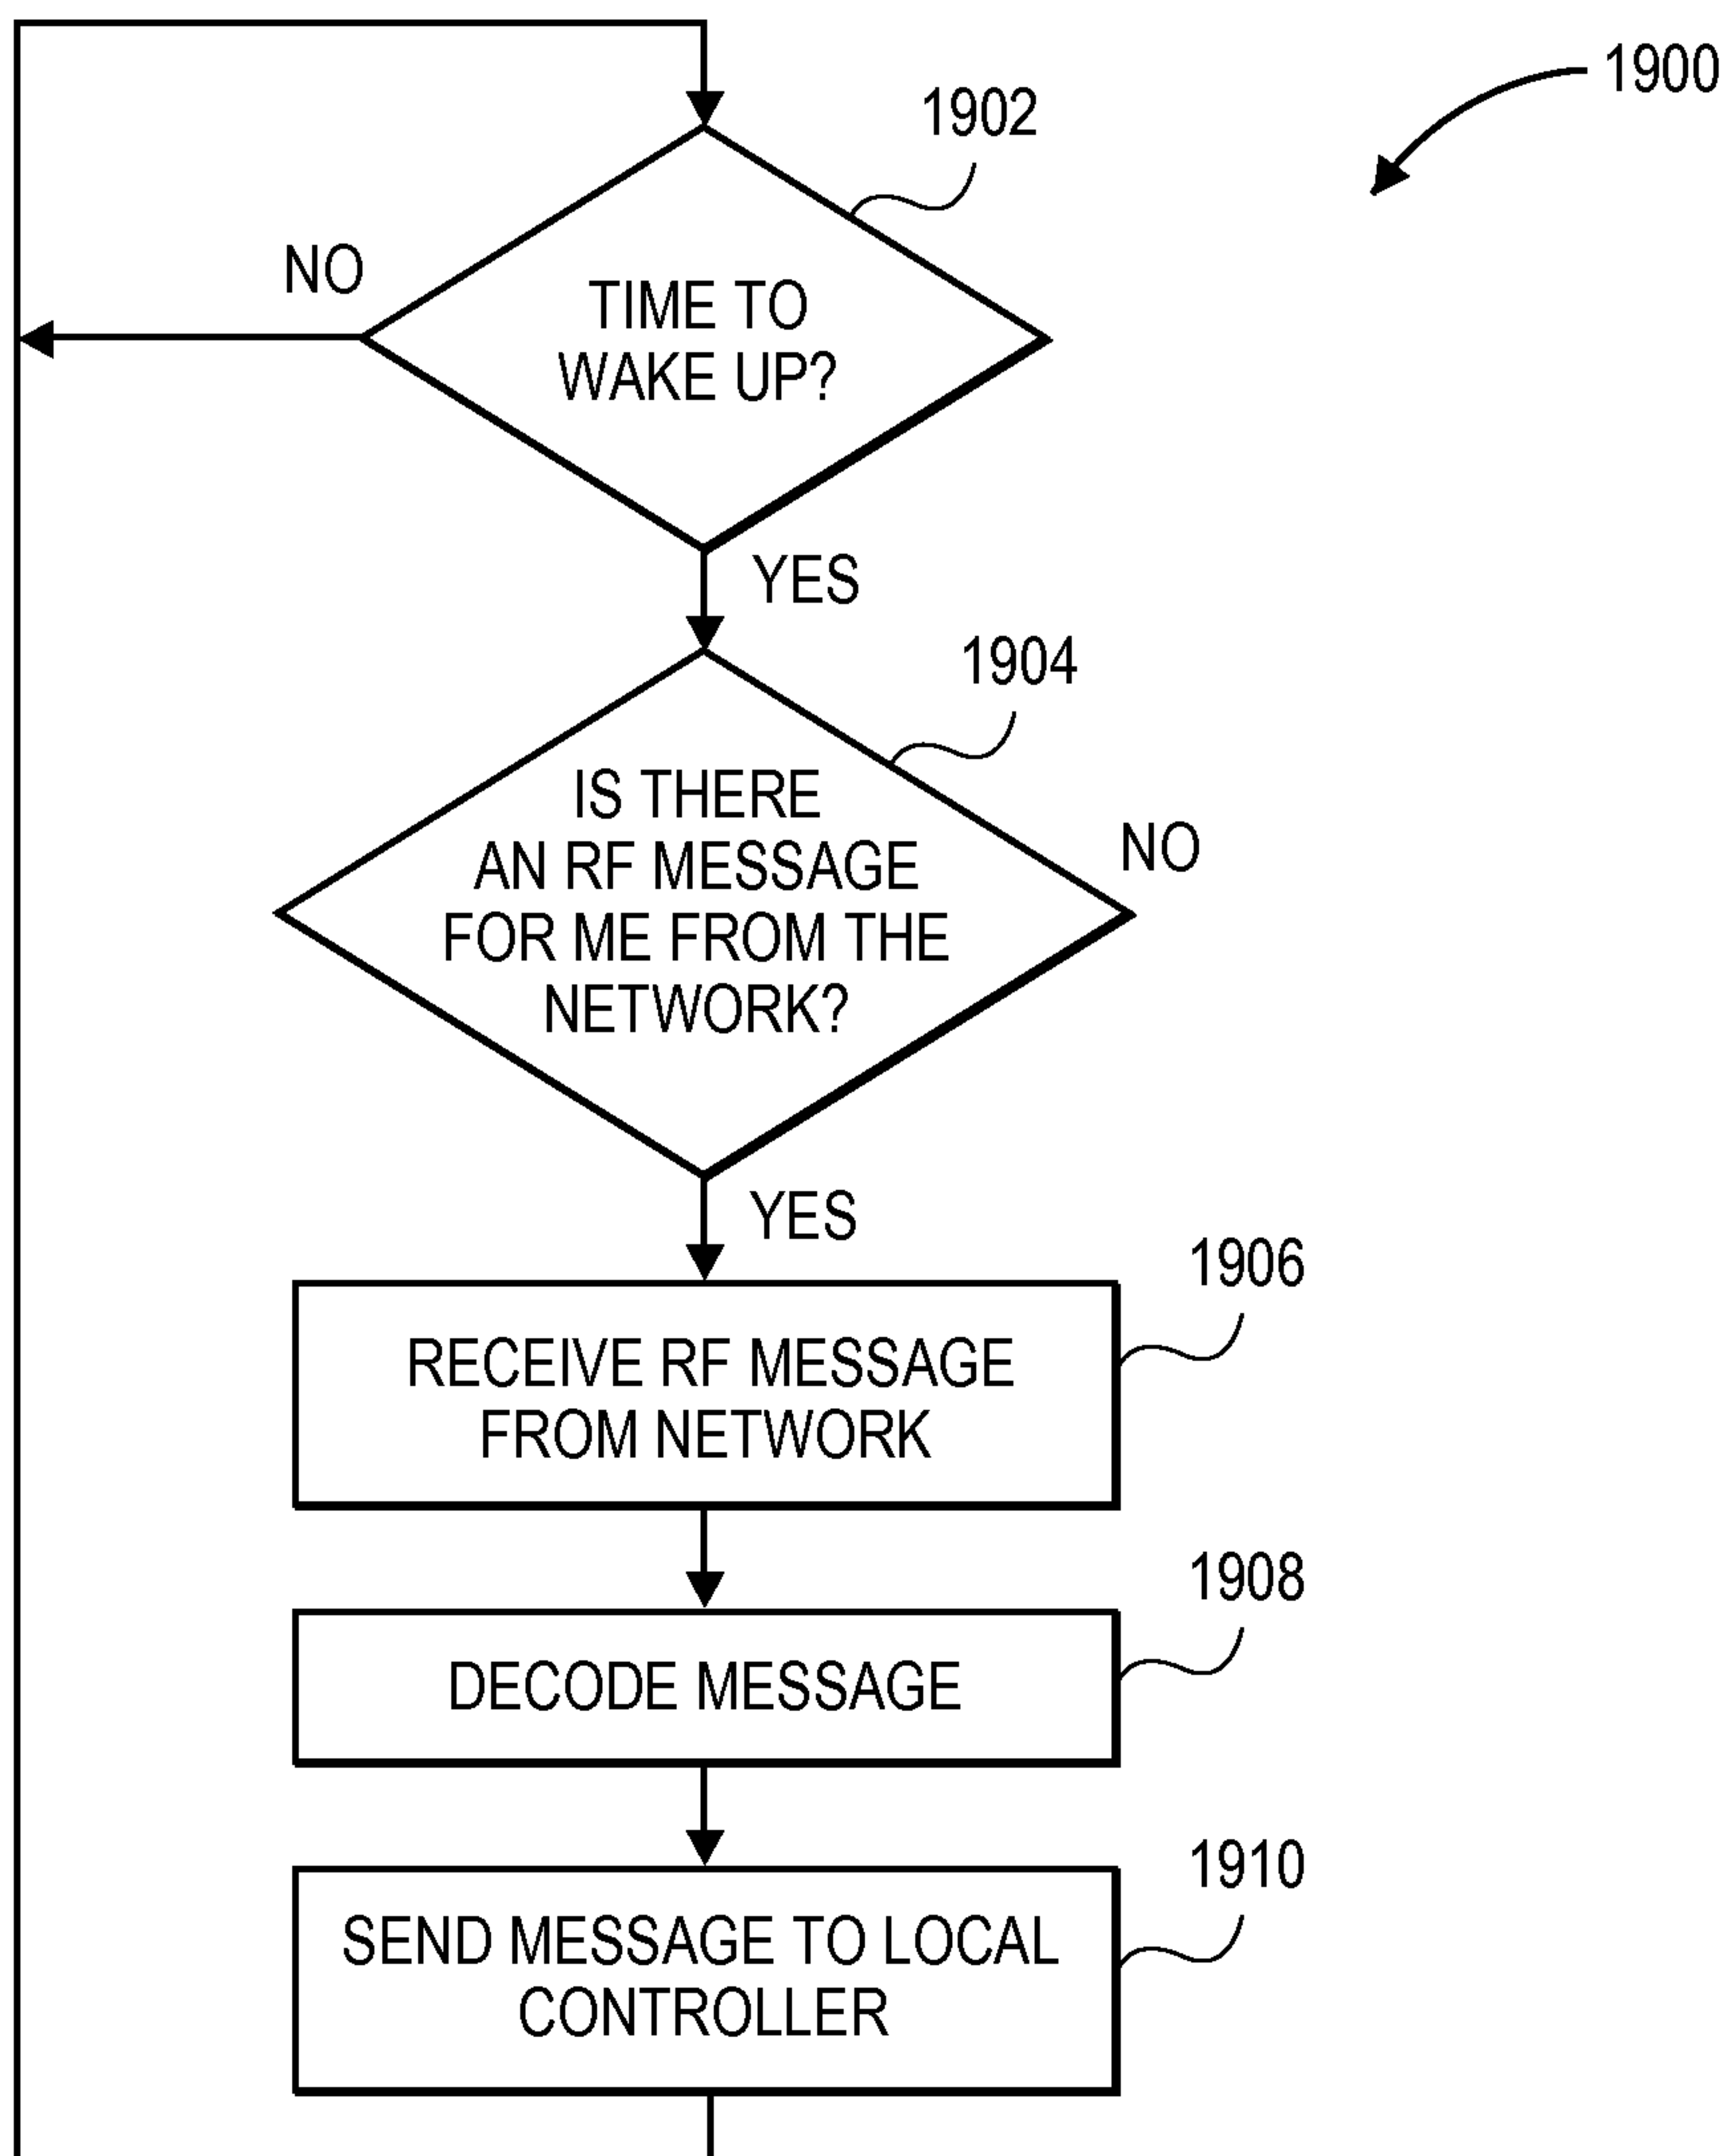 1900
1902
NO
TIME TO
WAKE UP?
YES
1904
IS THERE
AN RF MESSAGE
FOR ME FROM THE
NETWORK?
NO
YES
1906
RECEIVE RF MESSAGE
FROM NETWORK
1908
DECODE MESSAGE
1910
SEND MESSAGE TO LOCAL
CONTROLLER